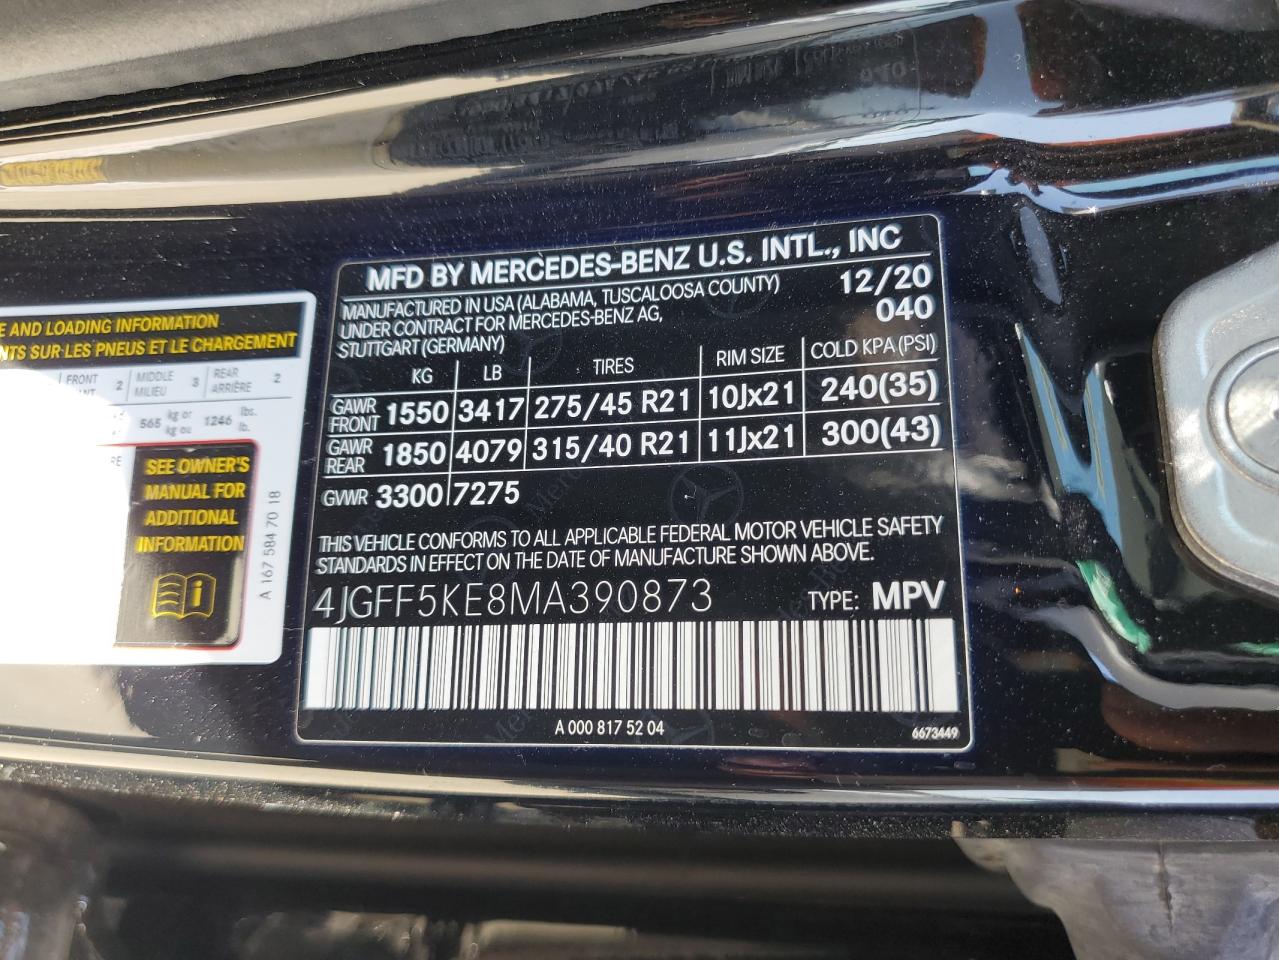 MFD BY MERCEDES-BENZ U.S. INTL., INC
MANUFACTURED IN USA (ALABAMA, TUSCALOOSA COUNTY) 12/20
UNDER CONTRACT FOR MERCEDES-BENZ AG, 040
STUTTGART (GERMANY)
KG LB TIRES RIM SIZE COLD KPA (PSI)
GAWR FRONT 1550 3417 275/45 R21 10Jx21 240(35)
GAWR REAR 1850 4079 315/40 R21 11Jx21 300(43)
GVWR 3300 7275
THIS VEHICLE CONFORMS TO ALL APPLICABLE FEDERAL MOTOR VEHICLE SAFETY
STANDARDS IN EFFECT ON THE DATE OF MANUFACTURE SHOWN ABOVE.
4JGFF5KE8MA390873 TYPE: MPV
A 000 817 52 04
6673449
E AND LOADING INFORMATION
NTS SUR LES PNEUS ET LE CHARGEMENT
FRONT 2 MIDDLE MILIEU 3 REAR ARRIÈRE 2
565 kg or kg ou 1246 lbs. lb.
SEE OWNER'S
MANUAL FOR
ADDITIONAL
INFORMATION
A 167 584 70 18